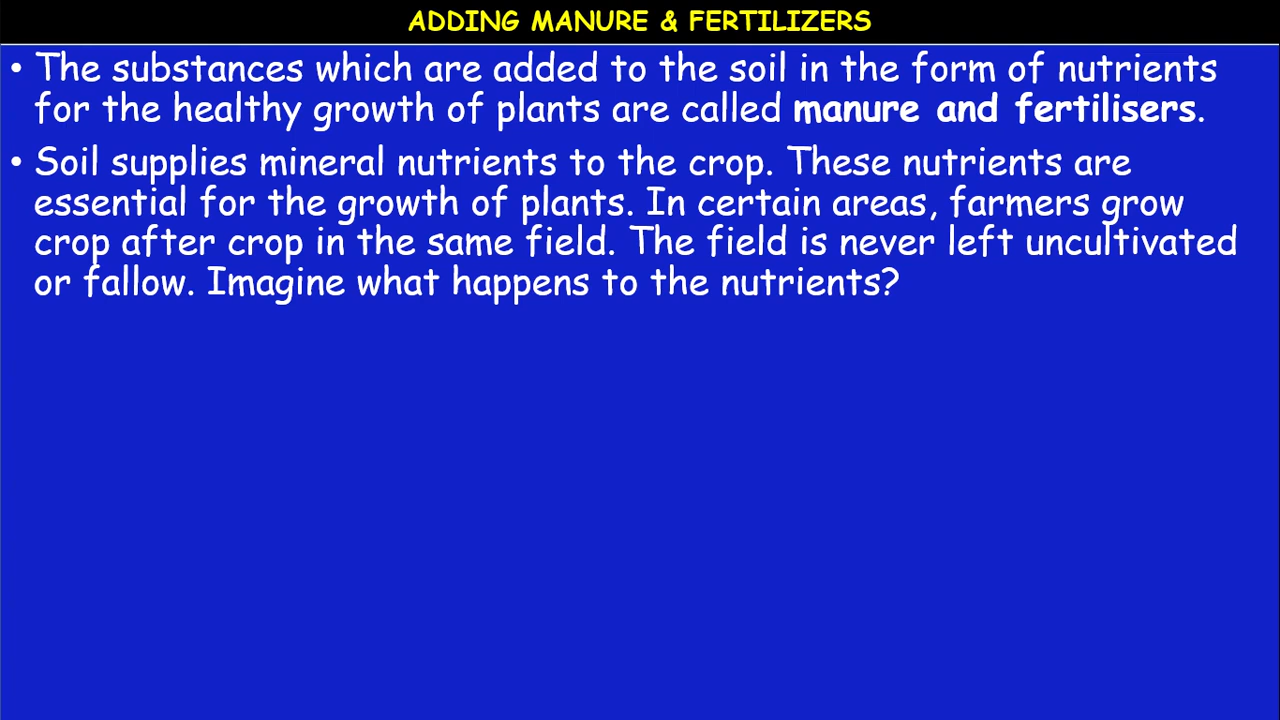 ADDING MANURE & FERTILIZERS
• The substances which are added to the soil in the form of nutrients
for the healthy growth of plants are called manure and fertilisers.
• Soil supplies mineral nutrients to the crop. These nutrients are
essential for the growth of plants. In certain areas, farmers grow
crop after crop in the same field. The field is never left uncultivated
or fallow. Imagine what happens to the nutrients?